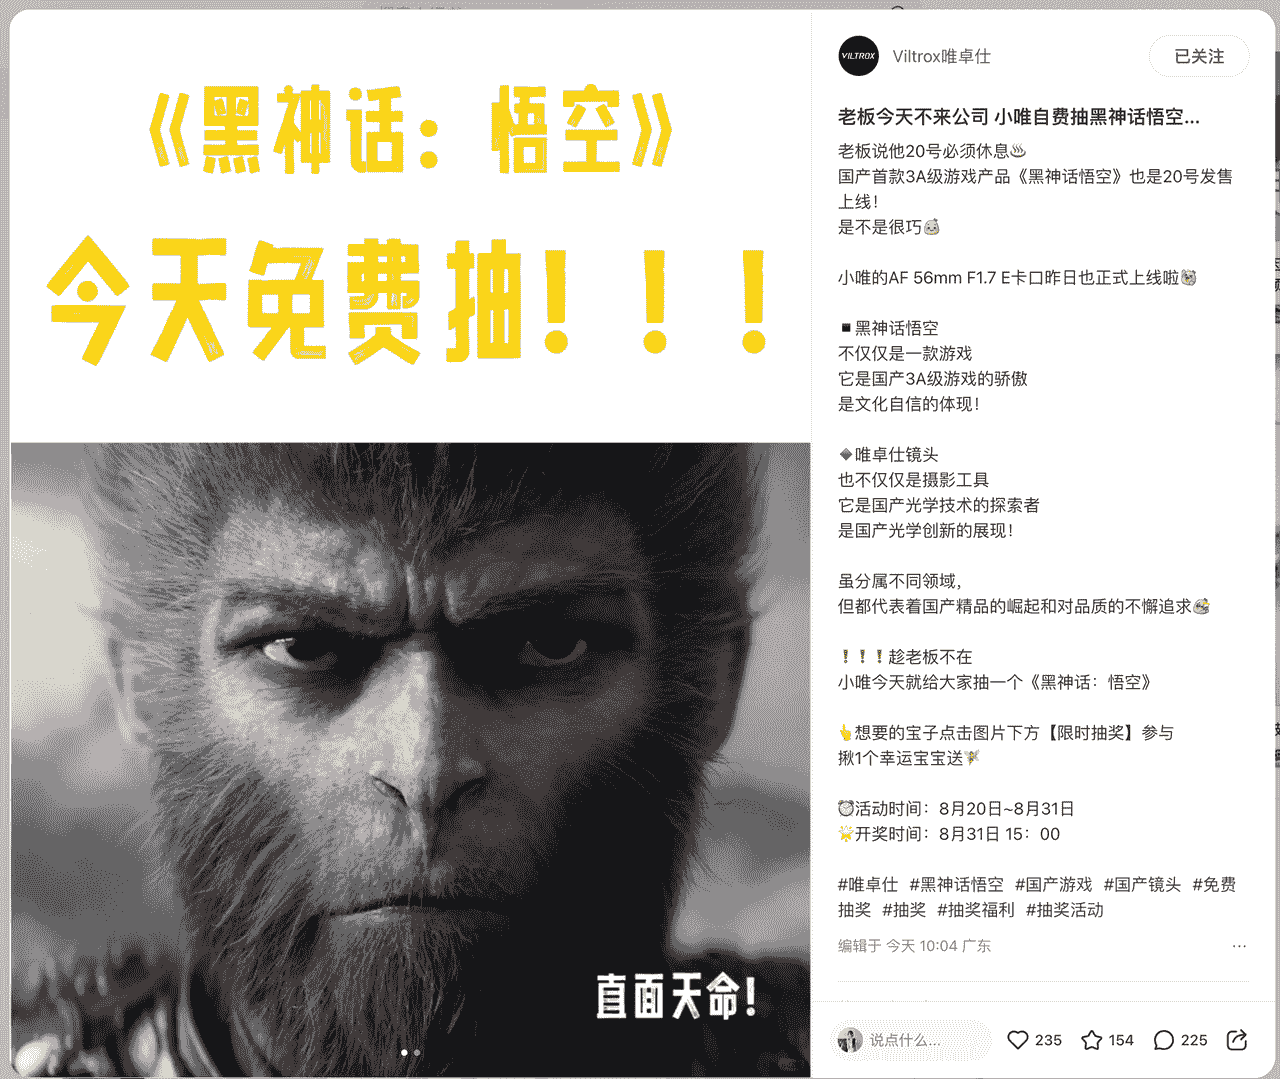 《黑神话：悟空》
今天免费抽！！！
直面天命！
VILTROX
Viltrox唯卓仕
已关注
老板今天不来公司 小唯自费抽黑神话悟空...
老板说他20号必须休息♨
国产首款3A级游戏产品《黑神话悟空》也是20号发售
上线！
是不是很巧
小唯的AF 56mm F1.7 E卡口昨日也正式上线啦
▪黑神话悟空
不仅仅是一款游戏
它是国产3A级游戏的骄傲
是文化自信的体现！
🔹唯卓仕镜头
也不仅仅是摄影工具
它是国产光学技术的探索者
是国产光学创新的展现！
虽分属不同领域，
但都代表着国产精品的崛起和对品质的不懈追求
❗❗❗趁老板不在
小唯今天就给大家抽一个《黑神话：悟空》
👆想要的宝子点击图片下方【限时抽奖】参与
揪1个幸运宝宝送
⏰活动时间：8月20日~8月31日
🌟开奖时间：8月31日 15：00
#唯卓仕 #黑神话悟空 #国产游戏 #国产镜头 #免费
抽奖 #抽奖 #抽奖福利 #抽奖活动
编辑于 今天 10:04 广东
说点什么...
235
154
225